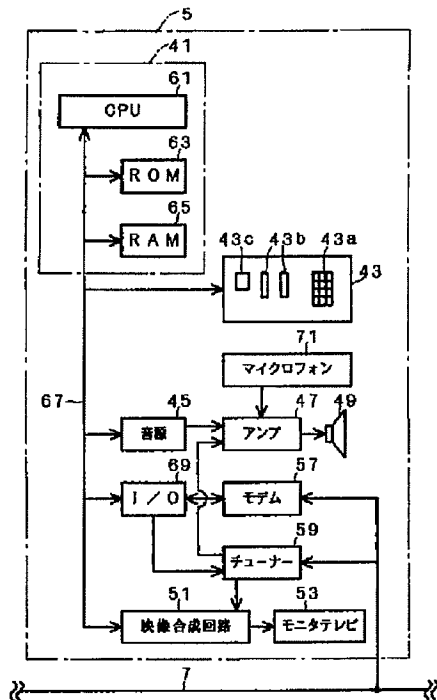 5
41
61
CPU
63
ROM
65
RAM
43c 43b 43a
43
71
マイクロフォン
67
45 47 49
音源 アンプ
69 57
I/O モデム
59
チューナー
51 53
映像合成回路 モニタテレビ
7